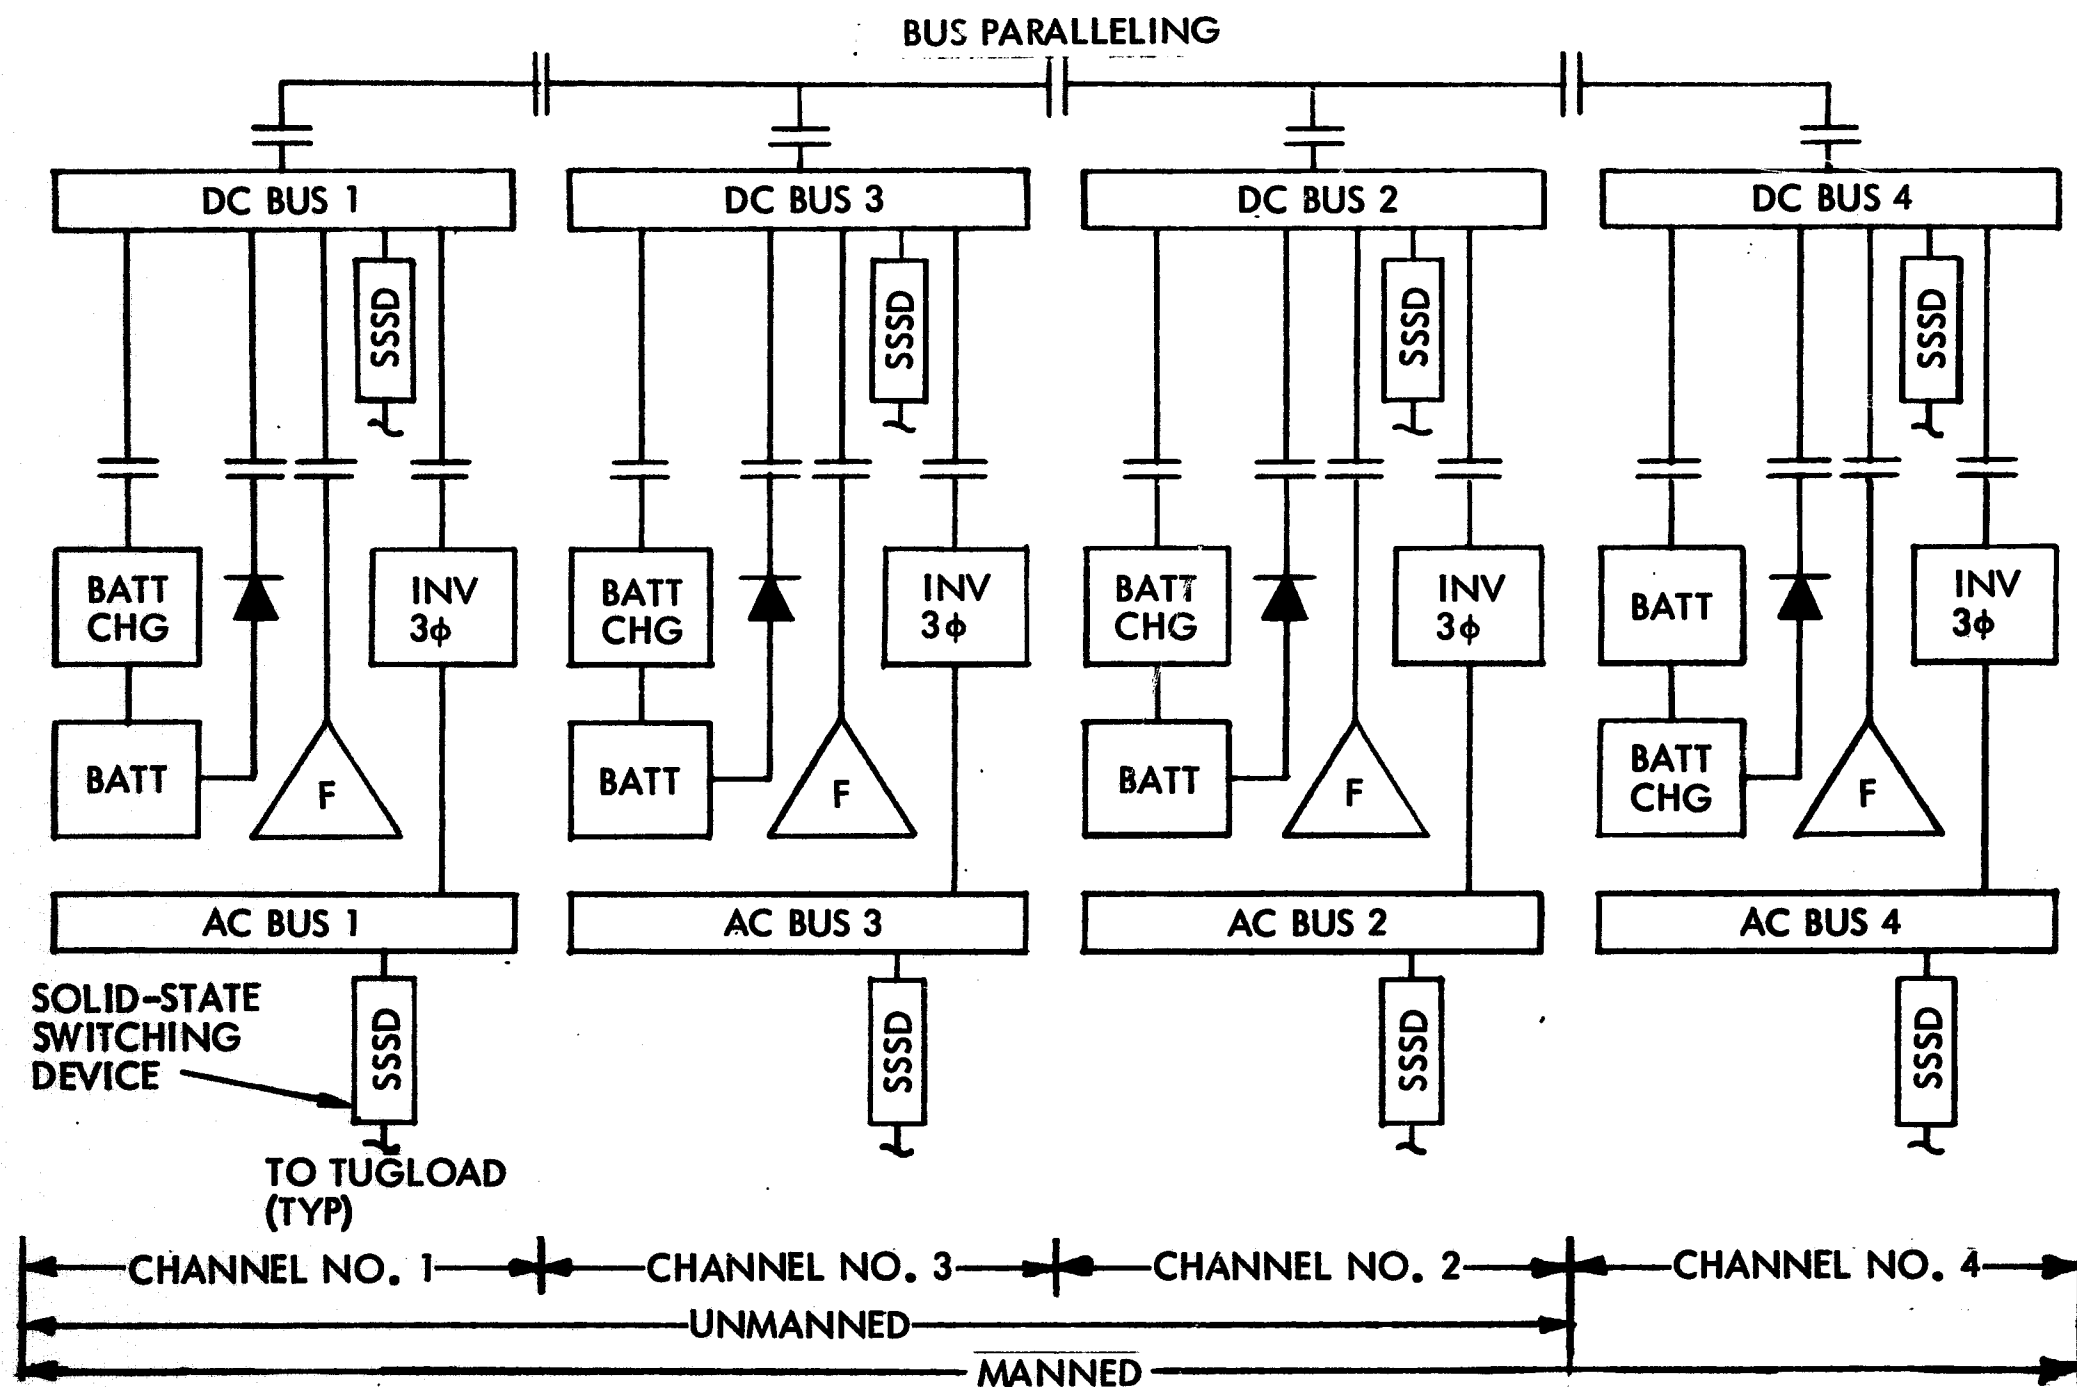 BUS PARALLELING
DC BUS 1
DC BUS 3
DC BUS 2
DC BUS 4
SSSD
SSSD
SSSD
SSSD
BATT
CHG
INV
3ϕ
BATT
CHG
INV
3ϕ
BATT
CHG
INV
3ϕ
BATT
INV
3ϕ
BATT
F
BATT
F
BATT
F
BATT
CHG
F
AC BUS 1
AC BUS 3
AC BUS 2
AC BUS 4
SOLID-STATE
SWITCHING
DEVICE
SSSD
SSSD
SSSD
SSSD
TO TUGLOAD
(TYP)
CHANNEL NO. 1
CHANNEL NO. 3
CHANNEL NO. 2
CHANNEL NO. 4
UNMANNED
MANNED